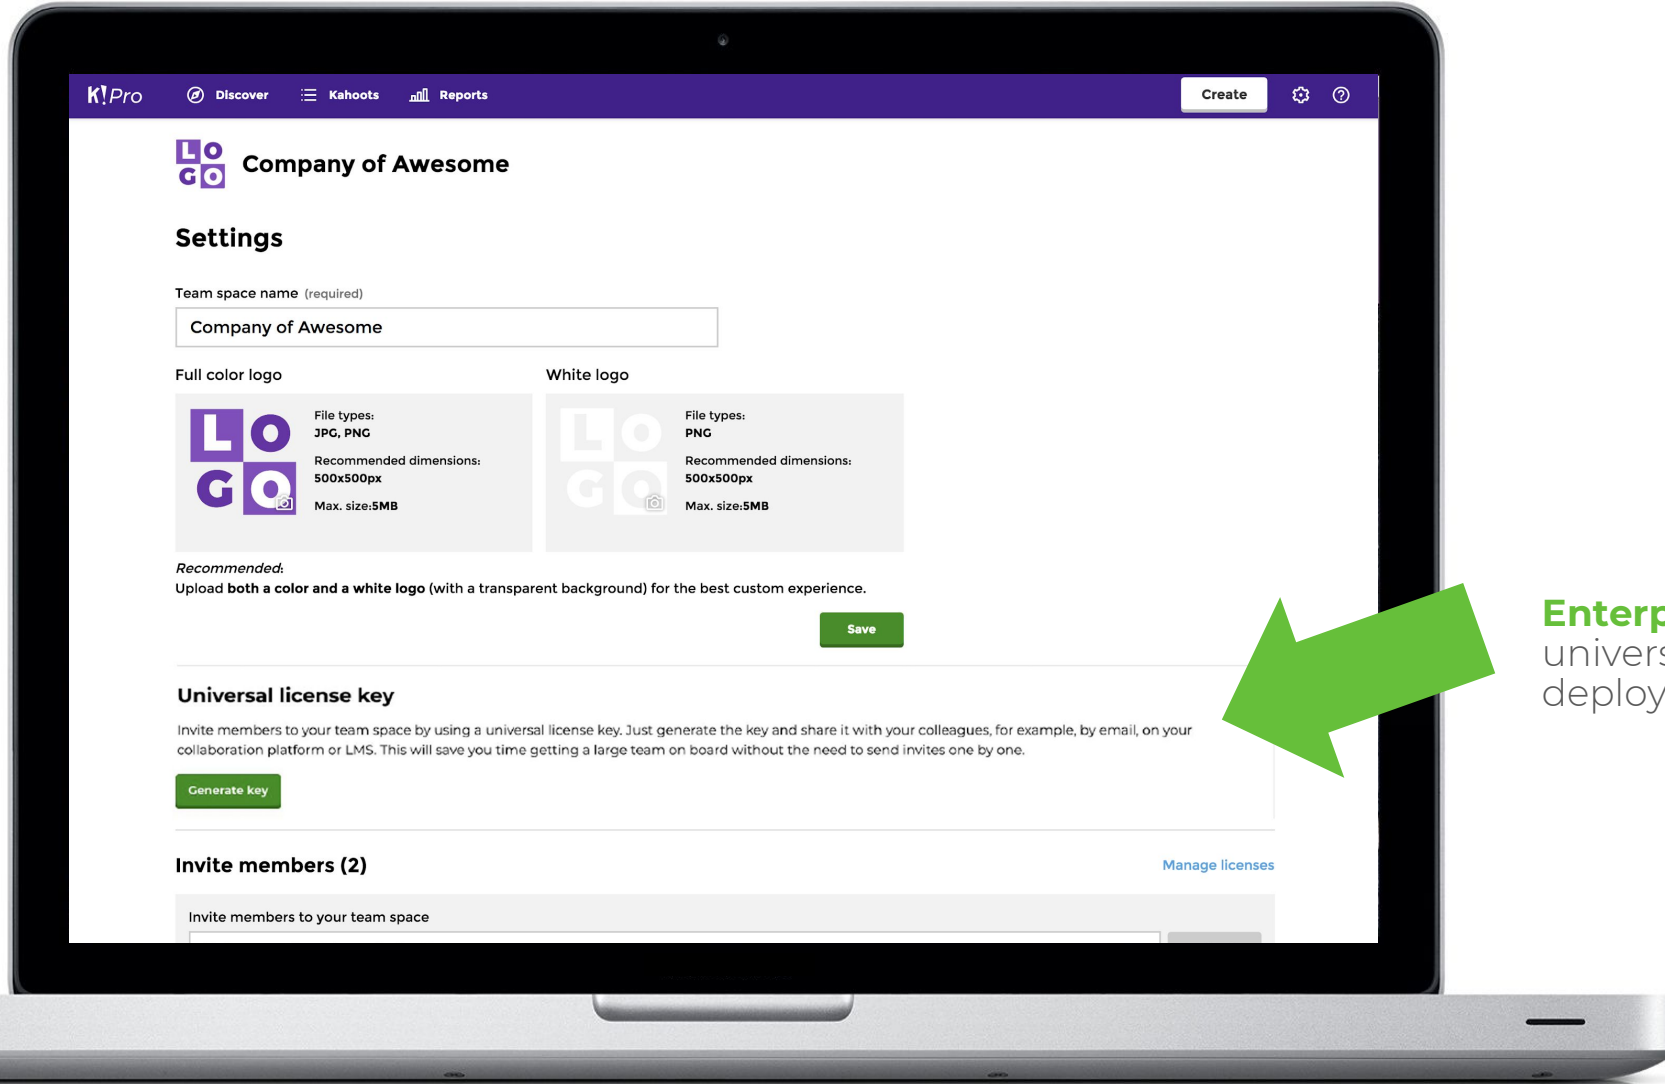 K!Pro Discover Kahoots Reports Create
LO
GO
Company of Awesome
Settings
Team space name (required)
Company of Awesome
Full color logo
White logo
LO
GO
File types:
JPG, PNG
Recommended dimensions:
500x500px
Max. size:5MB
LO
GO
File types:
PNG
Recommended dimensions:
500x500px
Max. size:5MB
Recommended:
Upload both a color and a white logo (with a transparent background) for the best custom experience.
Save
Universal license key
Invite members to your team space by using a universal license key. Just generate the key and share it with your colleagues, for example, by email, on your
collaboration platform or LMS. This will save you time getting a large team on board without the need to send invites one by one.
Generate key
Invite members (2)
Manage licenses
Invite members to your team space